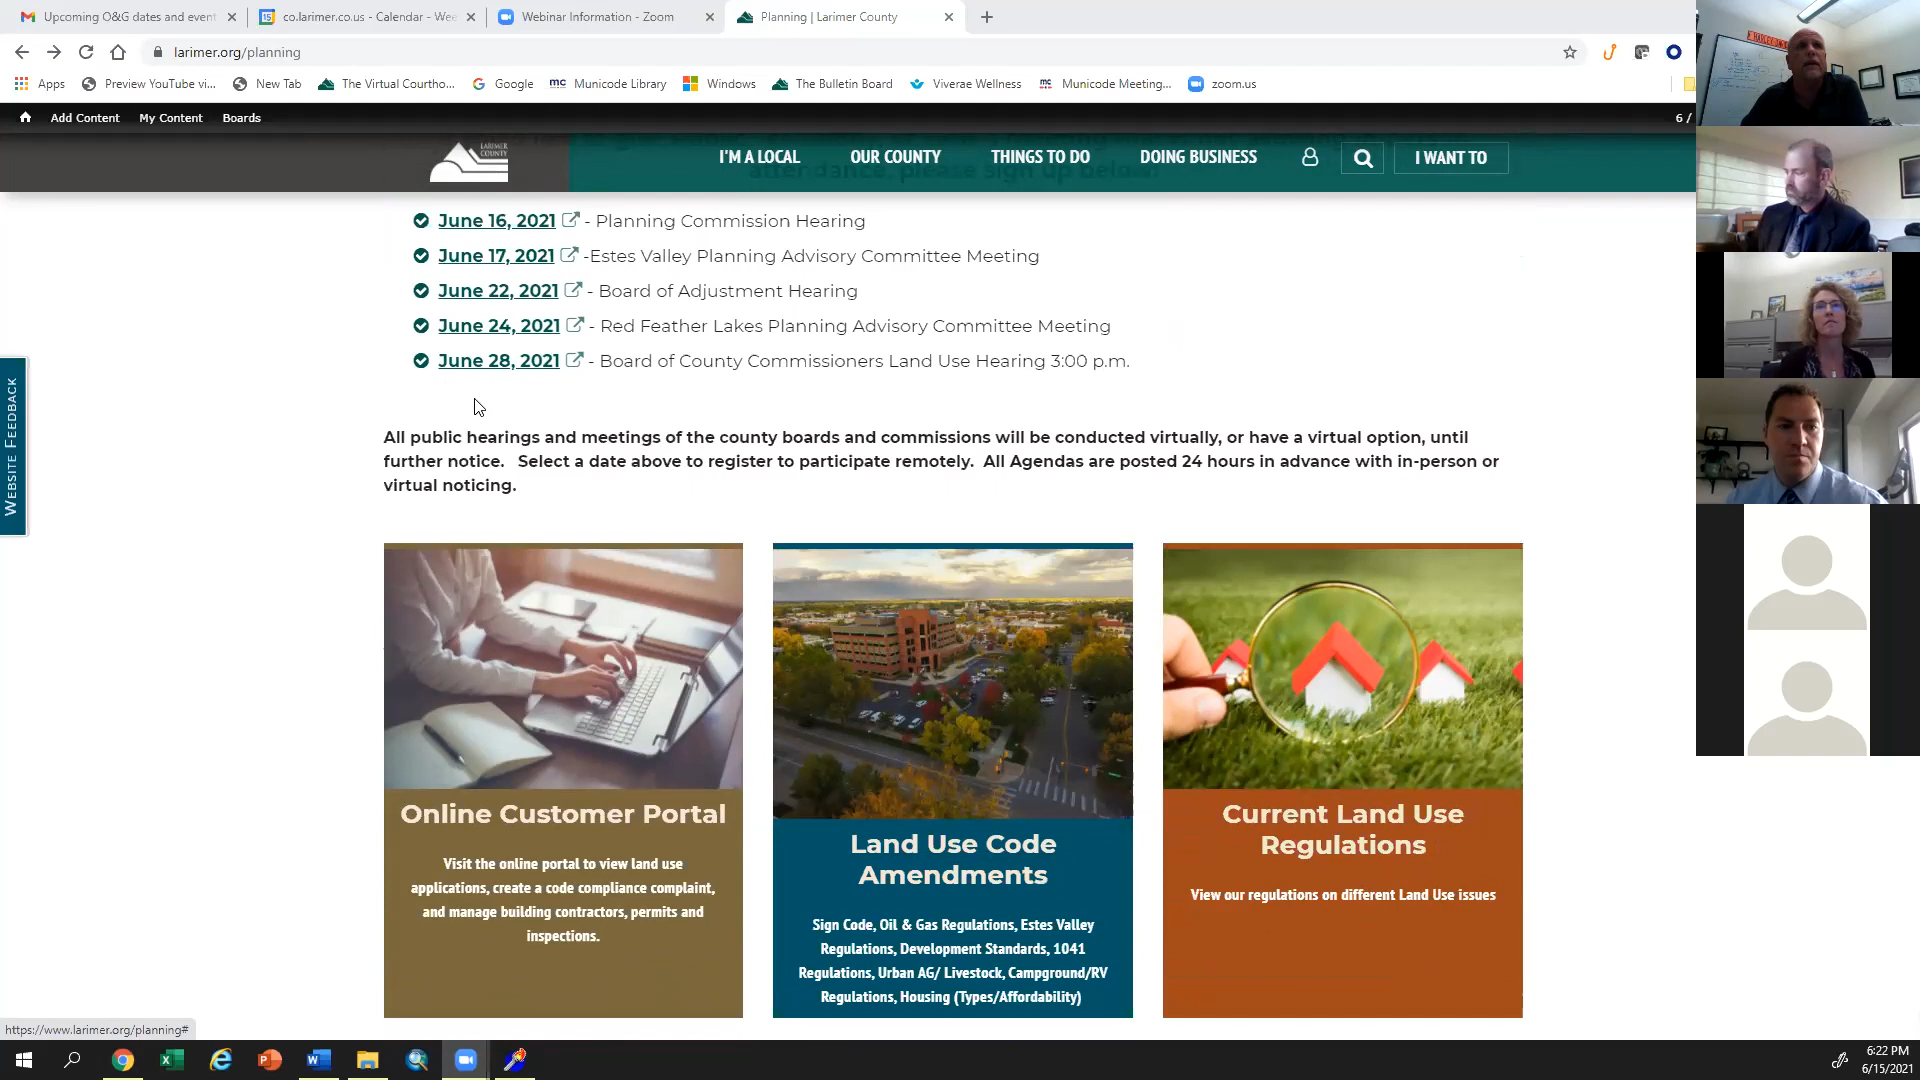 Upcoming O&G dates and event
co.larimer.co.us - Calendar - Wee
Webinar Information - Zoom
Planning | Larimer County
larimer.org/planning
Apps
Preview YouTube vi...
New Tab
The Virtual Courtho...
Google
mc Municode Library
Windows
The Bulletin Board
Viverae Wellness
mc Municode Meeting...
zoom.us
Add Content
My Content
Boards
6 /
LARIMER
COUNTY
I'M A LOCAL
OUR COUNTY
THINGS TO DO
DOING BUSINESS
I WANT TO
attendance, please sign up below:
June 16, 2021 - Planning Commission Hearing
June 17, 2021 -Estes Valley Planning Advisory Committee Meeting
June 22, 2021 - Board of Adjustment Hearing
June 24, 2021 - Red Feather Lakes Planning Advisory Committee Meeting
June 28, 2021 - Board of County Commissioners Land Use Hearing 3:00 p.m.
WEBSITE FEEDBACK
All public hearings and meetings of the county boards and commissions will be conducted virtually, or have a virtual option, until
further notice. Select a date above to register to participate remotely. All Agendas are posted 24 hours in advance with in-person or
virtual noticing.
Online Customer Portal
Visit the online portal to view land use
applications, create a code compliance complaint,
and manage building contractors, permits and
inspections.
Land Use Code
Amendments
Sign Code, Oil & Gas Regulations, Estes Valley
Regulations, Development Standards, 1041
Regulations, Urban AG/ Livestock, Campground/RV
Regulations, Housing (Types/Affordability)
Current Land Use
Regulations
View our regulations on different Land Use issues
https://www.larimer.org/planning#
6:22 PM
6/15/2021